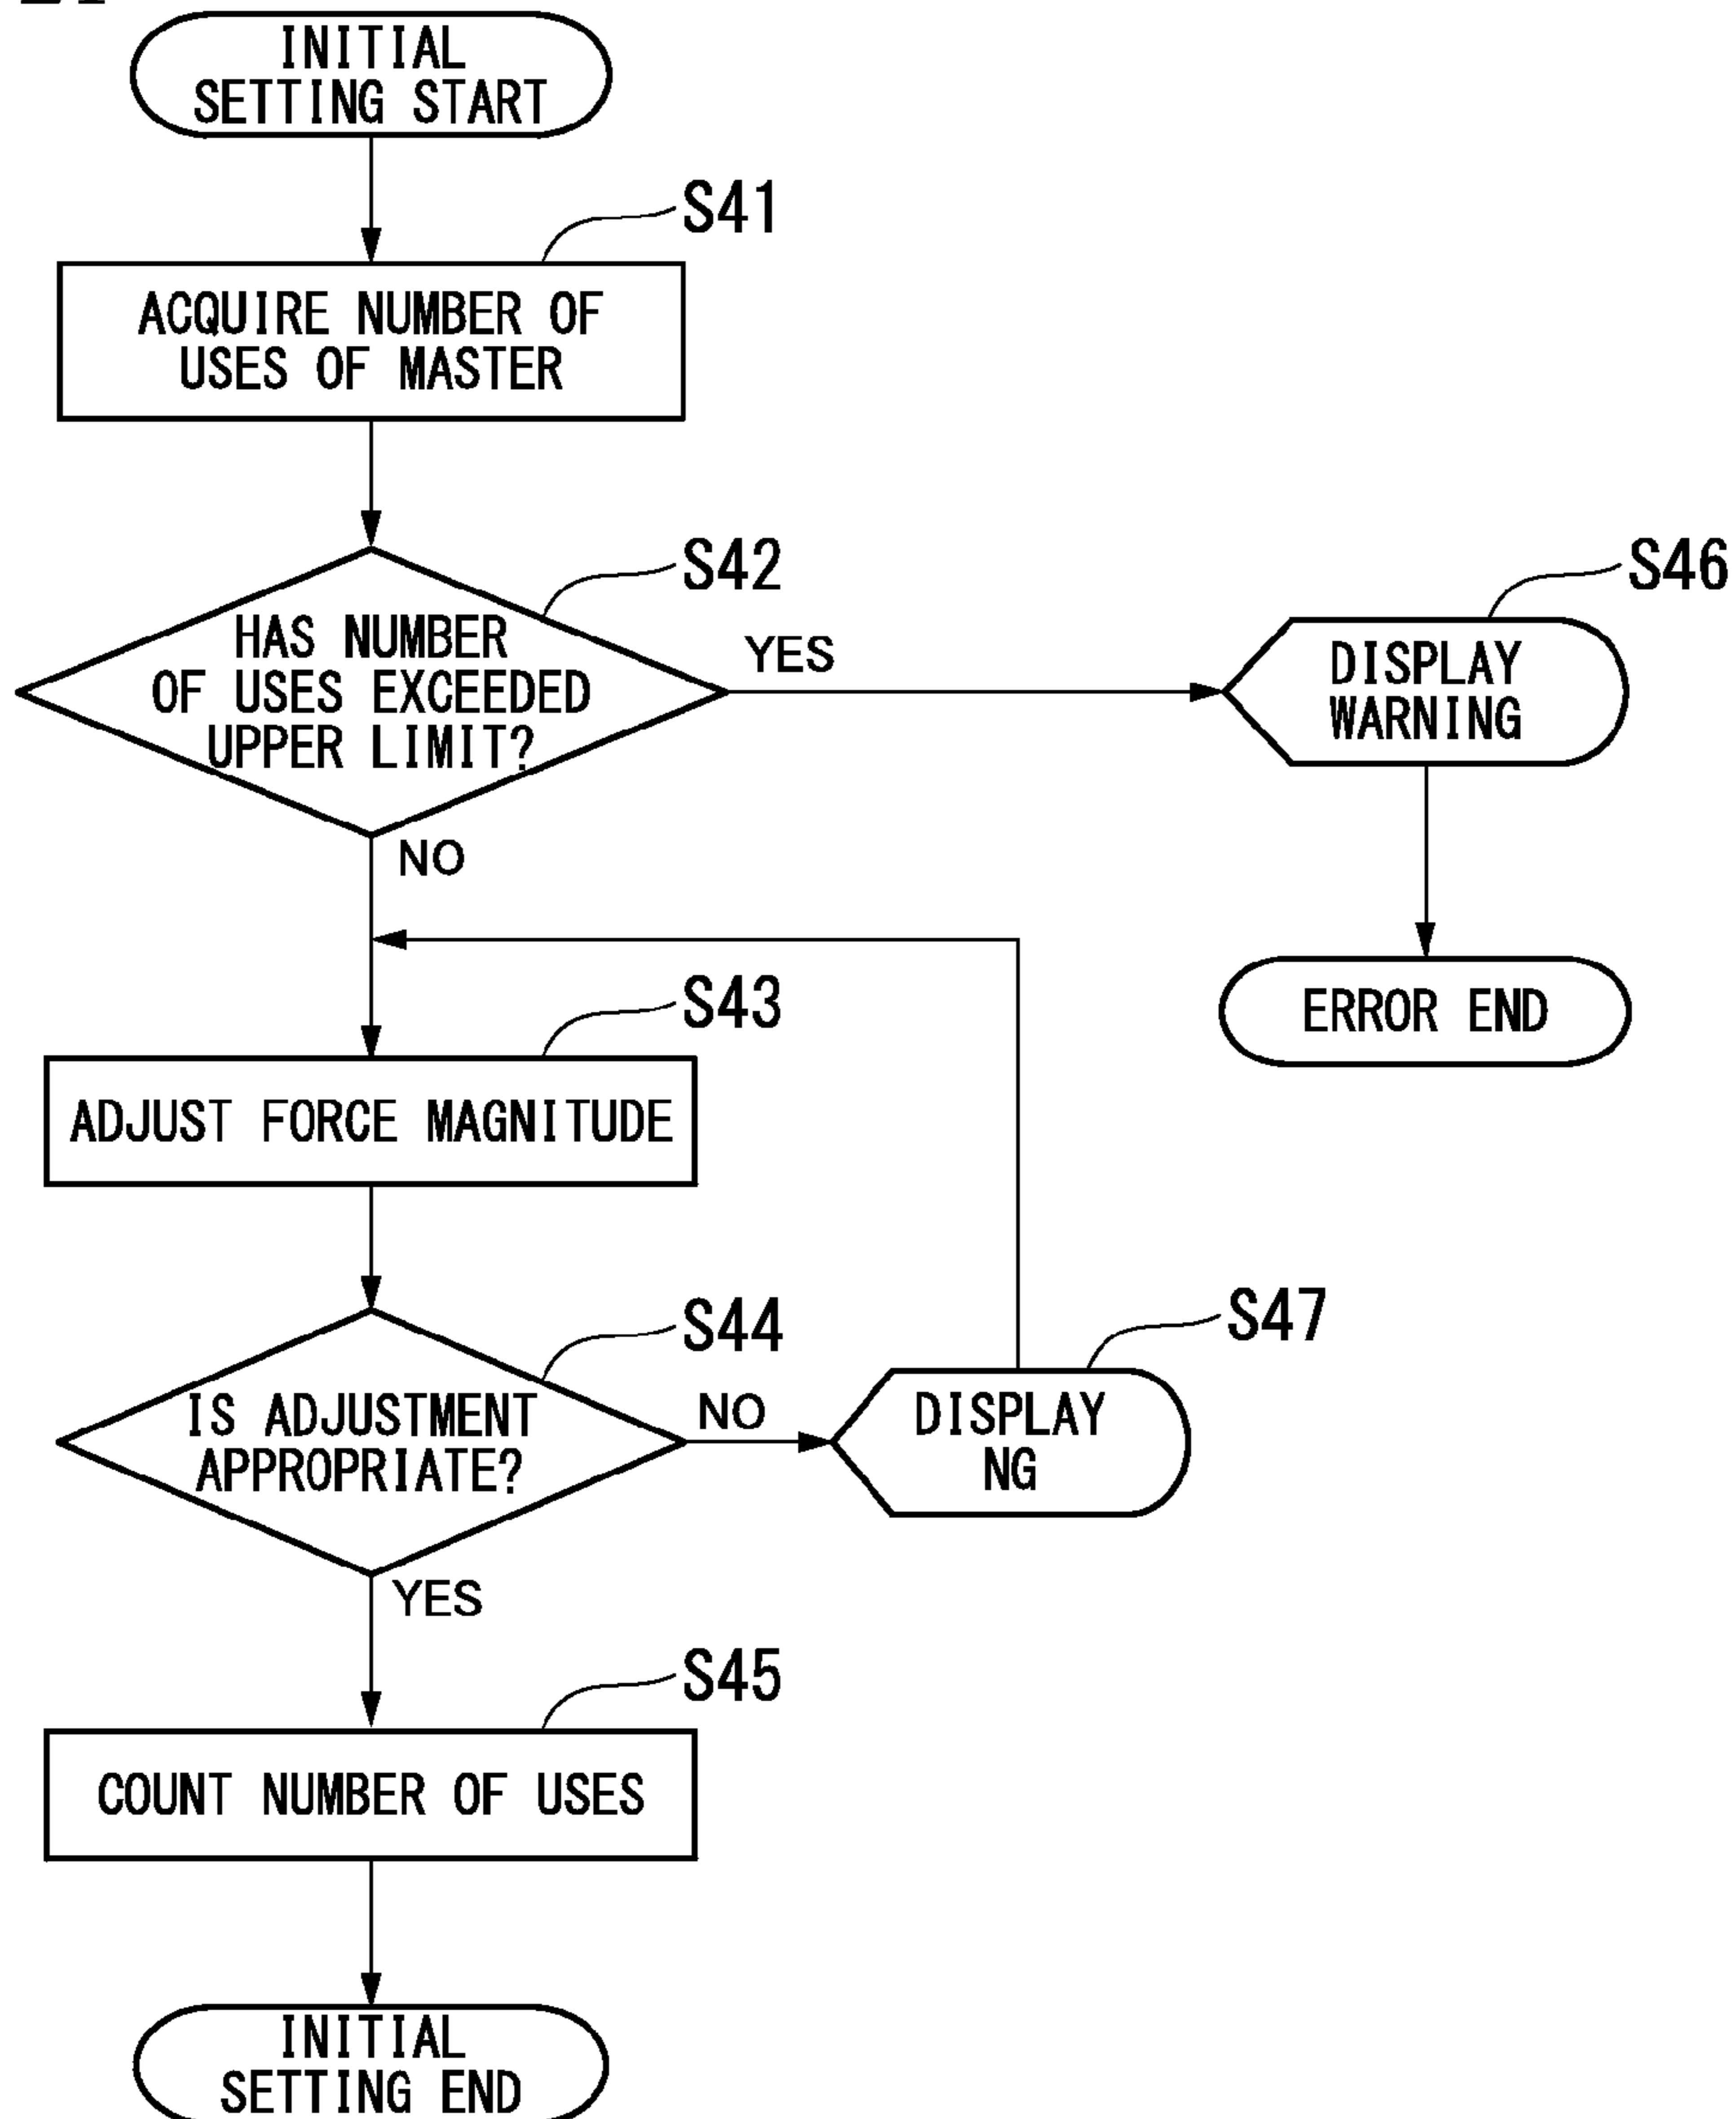 INITIAL
SETTING START
S41
ACQUIRE NUMBER OF
USES OF MASTER
S42
HAS NUMBER
OF USES EXCEEDED
UPPER LIMIT?
YES
S46
DISPLAY
WARNING
NO
ERROR END
S43
ADJUST FORCE MAGNITUDE
S44
IS ADJUSTMENT
APPROPRIATE?
NO
S47
DISPLAY
NG
YES
S45
COUNT NUMBER OF USES
INITIAL
SETTING END